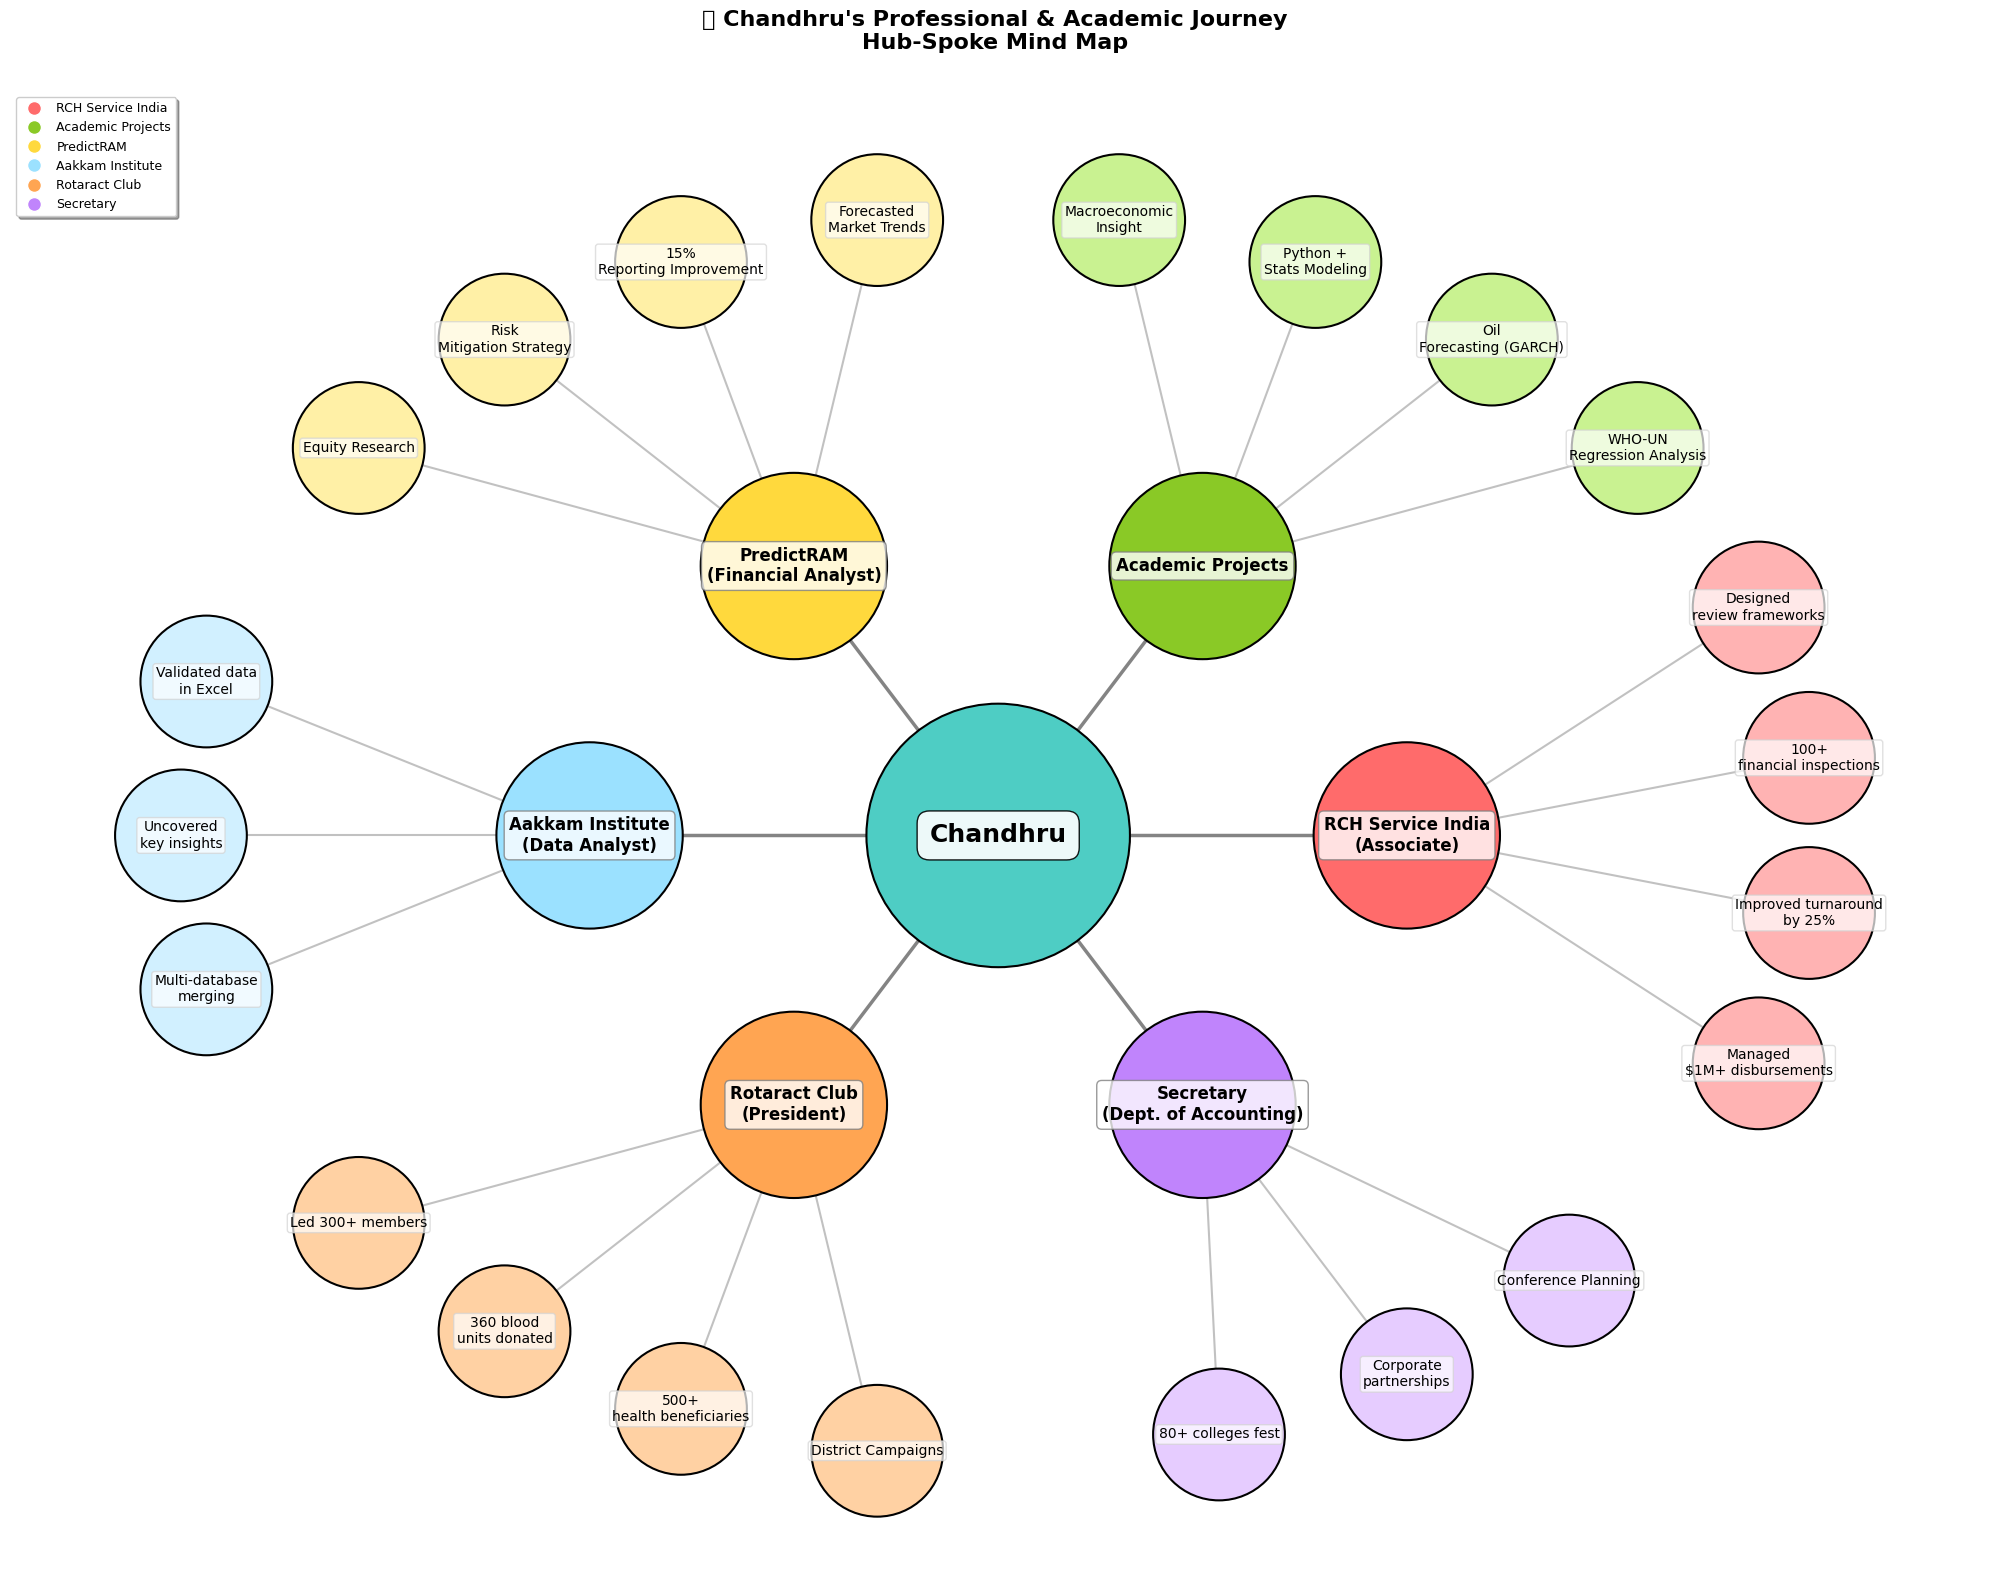 Chandhru's Professional & Academic Journey
Hub-Spoke Mind Map
RCH Service India
Academic Projects
PredictRAM
Aakkam Institute
Rotaract Club
Secretary
Forecasted
Market Trends
15%
Reporting Improvement
Risk
Mitigation Strategy
Equity Research
PredictRAM
(Financial Analyst)
Macroeconomic
Insight
Python +
Stats Modeling
Oil
Forecasting (GARCH)
WHO-UN
Regression Analysis
Academic Projects
Designed
review frameworks
100+
financial inspections
Improved turnaround
by 25%
Managed
$1M+ disbursements
RCH Service India
(Associate)
Chandhru
Aakkam Institute
(Data Analyst)
Validated data
in Excel
Uncovered
key insights
Multi-database
merging
Rotaract Club
(President)
Led 300+ members
360 blood
units donated
500+
health beneficiaries
District Campaigns
Secretary
(Dept. of Accounting)
Conference Planning
Corporate
partnerships
80+ colleges fest